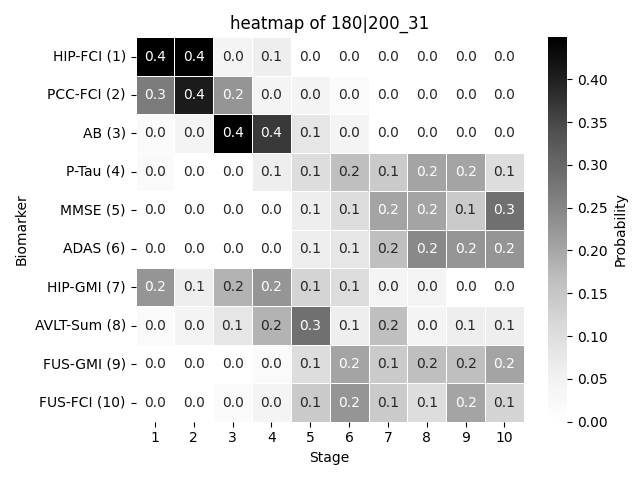 heatmap of 180|200_31
HIP-FCI (1) 0.4 0.4 0.0 0.1 0.0 0.0 0.0 0.0 0.0 0.0
PCC-FCI (2) 0.3 0.4 0.2 0.0 0.0 0.0 0.0 0.0 0.0 0.0
AB (3) 0.0 0.0 0.4 0.4 0.1 0.0 0.0 0.0 0.0 0.0
P-Tau (4) 0.0 0.0 0.0 0.1 0.1 0.2 0.1 0.2 0.2 0.1
MMSE (5) 0.0 0.0 0.0 0.0 0.1 0.1 0.2 0.2 0.1 0.3
ADAS (6) 0.0 0.0 0.0 0.0 0.1 0.1 0.2 0.2 0.2 0.2
HIP-GMI (7) 0.2 0.1 0.2 0.2 0.1 0.1 0.0 0.0 0.0 0.0
AVLT-Sum (8) 0.0 0.0 0.1 0.2 0.3 0.1 0.2 0.0 0.1 0.1
FUS-GMI (9) 0.0 0.0 0.0 0.0 0.1 0.2 0.1 0.2 0.2 0.2
FUS-FCI (10) 0.0 0.0 0.0 0.0 0.1 0.2 0.1 0.1 0.2 0.1
1 2 3 4 5 6 7 8 9 10
Stage
Biomarker
0.40
0.35
0.30
0.25
0.20
0.15
0.10
0.05
0.00
Probability